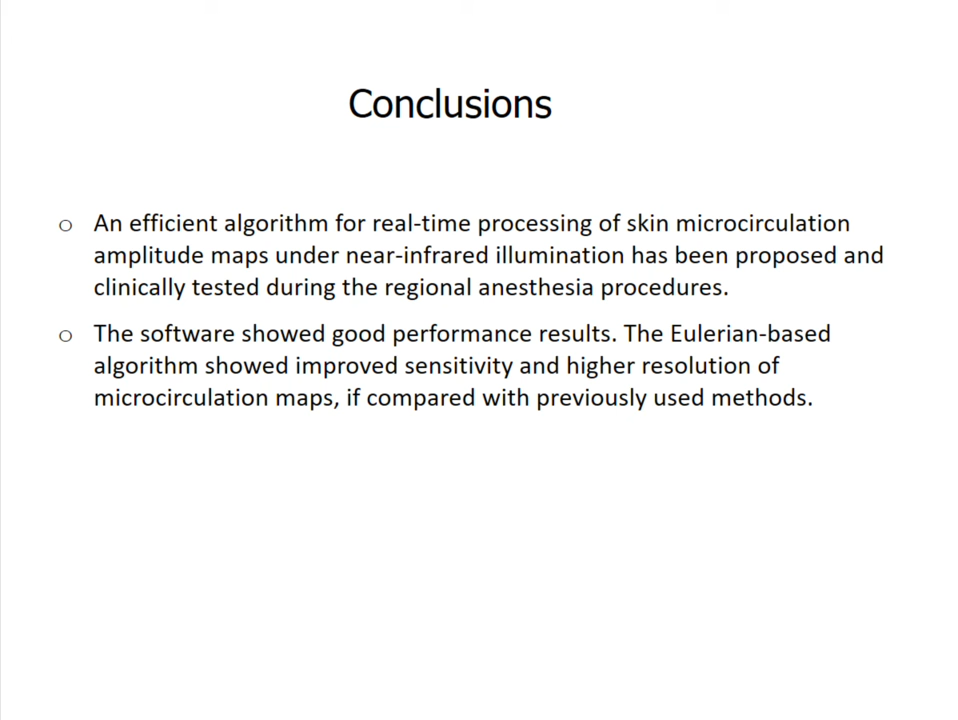 Conclusions
o An efficient algorithm for real-time processing of skin microcirculation
amplitude maps under near-infrared illumination has been proposed and
clinically tested during the regional anesthesia procedures.
o The software showed good performance results. The Eulerian-based
algorithm showed improved sensitivity and higher resolution of
microcirculation maps, if compared with previously used methods.